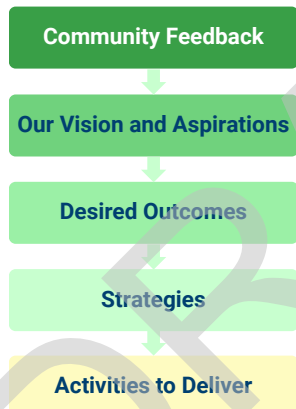 Community Feedback
Our Vision and Aspirations
Desired Outcomes
Strategies
Activities to Deliver